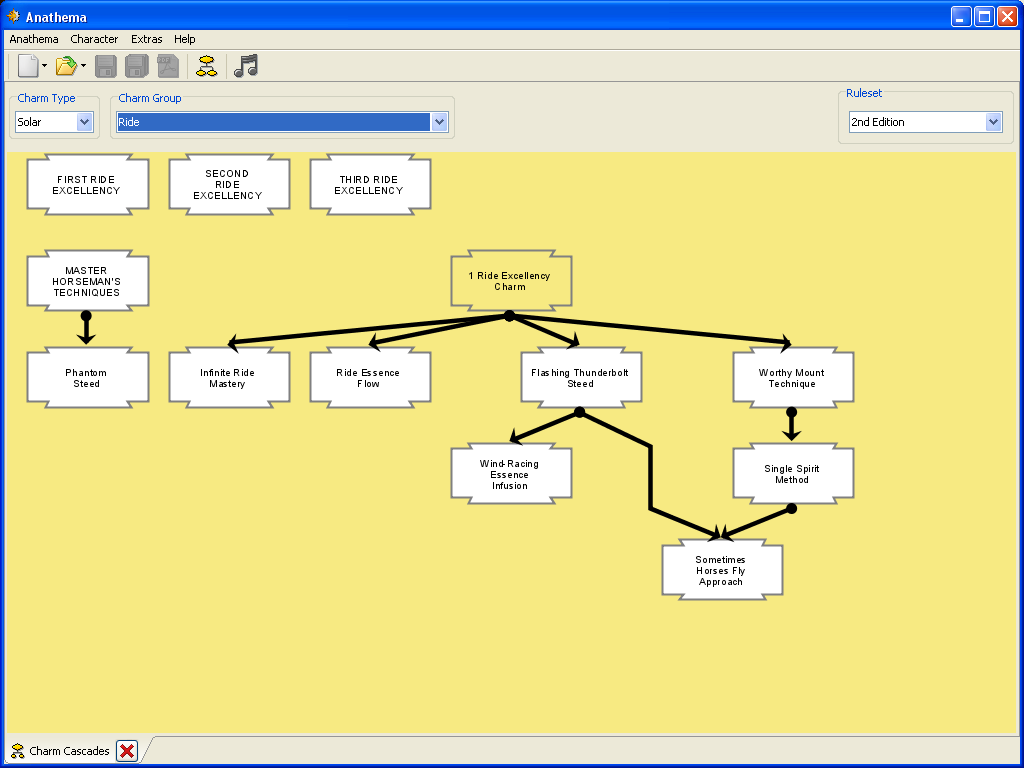 Anathema
Anathema Character Extras Help
Charm Type
Solar
Charm Group
Ride
Ruleset
2nd Edition
FIRST RIDE
EXCELLENCY
SECOND
RIDE
EXCELLENCY
THIRD RIDE
EXCELLENCY
MASTER
HORSEMAN'S
TECHNIQUES
1 Ride Excellency
Charm
Phantom
Steed
Infinite Ride
Mastery
Ride Essence
Flow
Flashing Thunderbolt
Steed
Worthy Mount
Technique
Wind-Racing
Essence
Infusion
Single Spirit
Method
Sometimes
Horses Fly
Approach
Charm Cascades